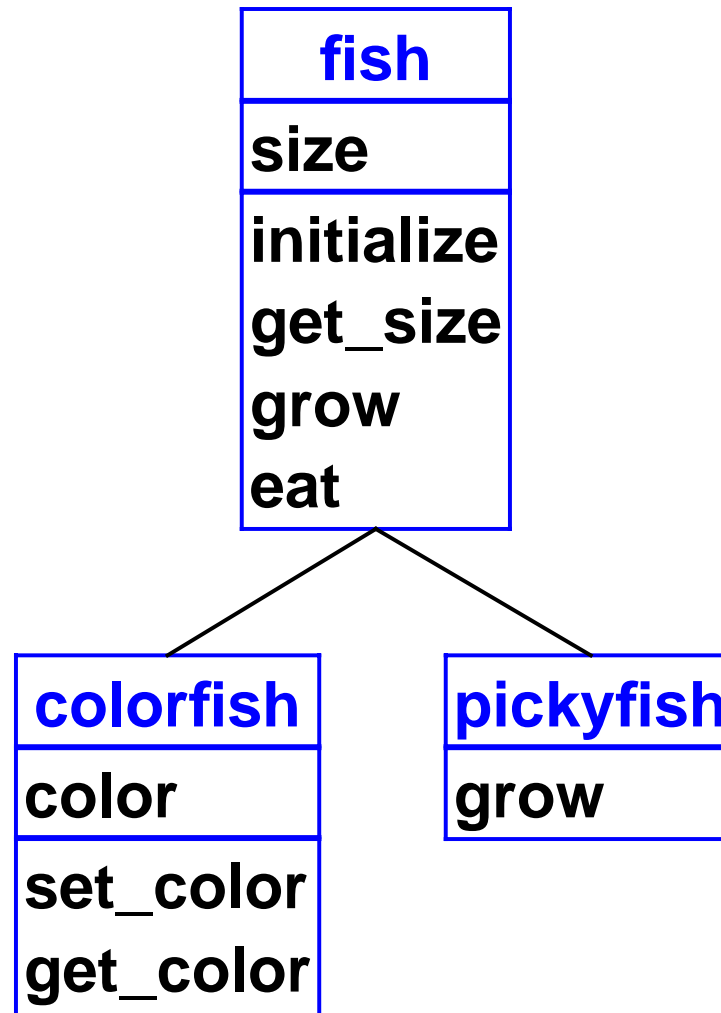 fish
size
initialize
get_size
grow
eat
colorfish
color
set_color
get_color
pickyfish
grow